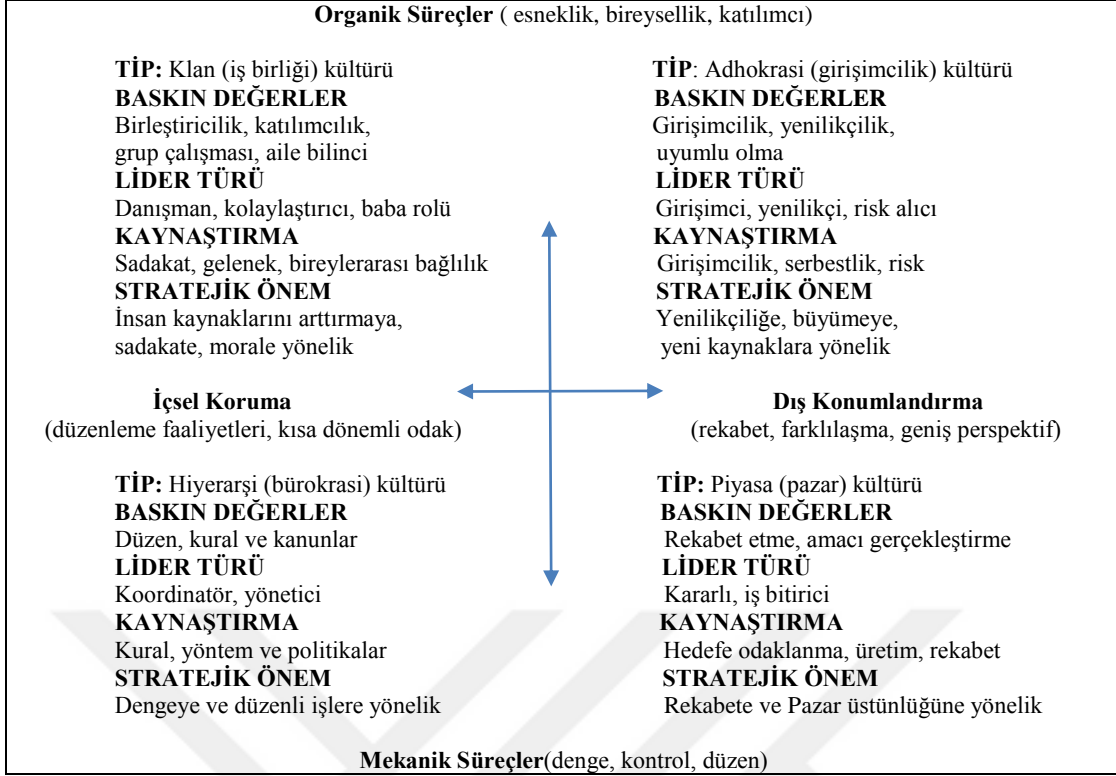 Organik Süreçler ( esneklik, bireysellik, katılımcı)
TİP: Klan (iş birliği) kültürü
BASKIN DEĞERLER
Birleştiricilik, katılımcılık,
grup çalışması, aile bilinci
LİDER TÜRÜ
Danışman, kolaylaştırıcı, baba rolü
KAYNAŞTIRMA
Sadakat, gelenek, bireylerarası bağlılık
STRATEJİK ÖNEM
İnsan kaynaklarını arttırmaya,
sadakate, morale yönelik
TİP: Adhokrasi (girişimcilik) kültürü
BASKIN DEĞERLER
Girişimcilik, yenilikçilik,
uyumlu olma
LİDER TÜRÜ
Girişimci, yenilikçi, risk alıcı
KAYNAŞTIRMA
Girişimcilik, serbestlik, risk
STRATEJİK ÖNEM
Yenilikçiliğe, büyümeye,
yeni kaynaklara yönelik
İçsel Koruma
(düzenleme faaliyetleri, kısa dönemli odak)
Dış Konumlandırma
(rekabet, farklılaşma, geniş perspektif)
TİP: Hiyerarşi (bürokrasi) kültürü
BASKIN DEĞERLER
Düzen, kural ve kanunlar
LİDER TÜRÜ
Koordinatör, yönetici
KAYNAŞTIRMA
Kural, yöntem ve politikalar
STRATEJİK ÖNEM
Dengeye ve düzenli işlere yönelik
TİP: Piyasa (pazar) kültürü
BASKIN DEĞERLER
Rekabet etme, amacı gerçekleştirme
LİDER TÜRÜ
Kararlı, iş bitirici
KAYNAŞTIRMA
Hedefe odaklanma, üretim, rekabet
STRATEJİK ÖNEM
Rekabete ve Pazar üstünlüğüne yönelik
Mekanik Süreçler(denge, kontrol, düzen)